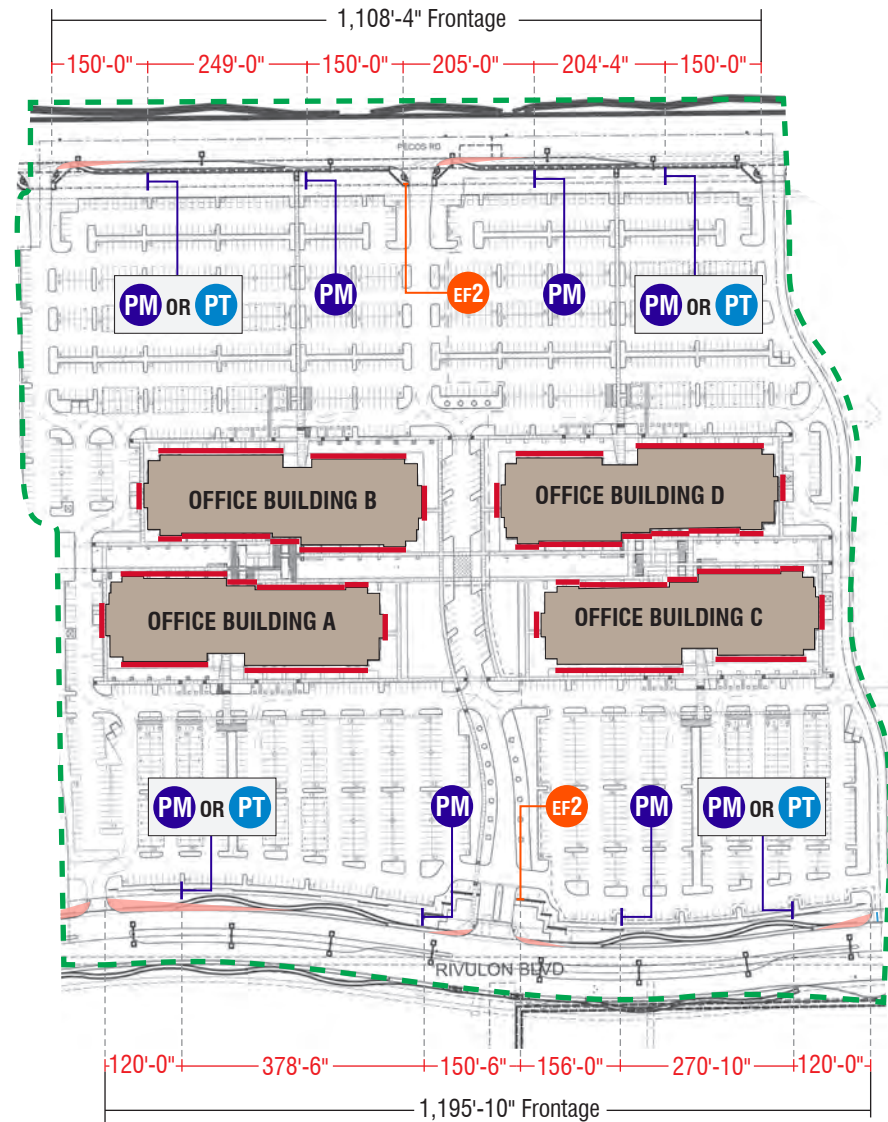 1,108'-4" Frontage
150'-0" 249-0" 150'-0" 205'-0" 204'-4" 150'-0"
PECOS RD
PM OR PT PM EF2 PM PM OR PT
OFFICE BUILDING B OFFICE BUILDING D
OFFICE BUILDING A OFFICE BUILDING C
PM OR PT PM EF2 PM PM OR PT
RIVULON BLVD
120'-0" 378'-6" 150'-6" 156'-0" 270'-10" 120'-0"
1,195'-10" Frontage